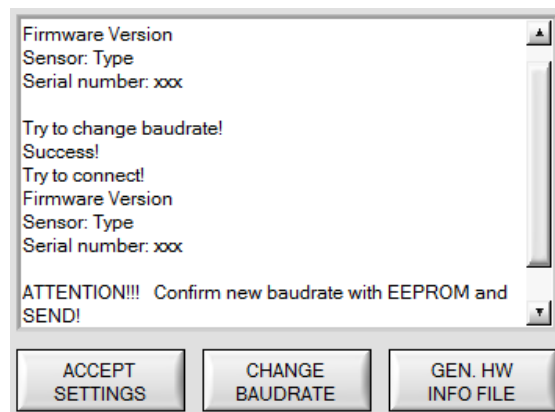 Firmware Version
Sensor: Type
Serial number: xxx
Try to change baudrate!
Success!
Try to connect!
Firmware Version
Sensor: Type
Serial number: xxx
ATTENTION!!! Confirm new baudrate with EEPROM and
SEND!
ACCEPT
SETTINGS
CHANGE
BAUDRATE
GEN. HW
INFO FILE